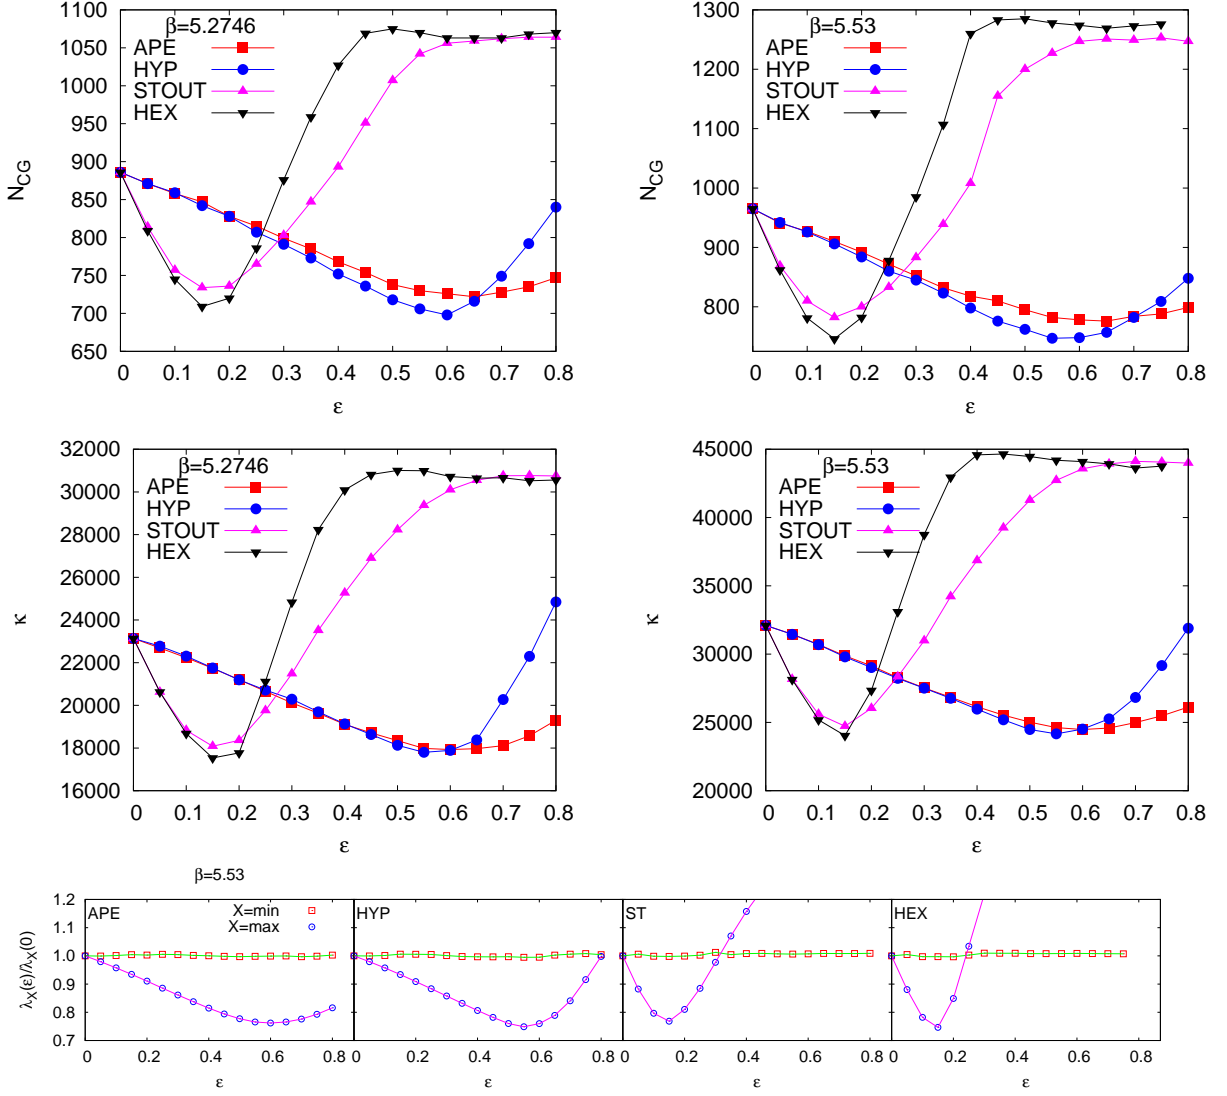 β=5.2746
APE
HYP
STOUT
HEX
N_CG
1100
1050
1000
950
900
850
800
750
700
650
0 0.1 0.2 0.3 0.4 0.5 0.6 0.7 0.8
ε
β=5.53
APE
HYP
STOUT
HEX
N_CG
1300
1200
1100
1000
900
800
0 0.1 0.2 0.3 0.4 0.5 0.6 0.7 0.8
ε
β=5.2746
APE
HYP
STOUT
HEX
κ
32000
30000
28000
26000
24000
22000
20000
18000
16000
0 0.1 0.2 0.3 0.4 0.5 0.6 0.7 0.8
ε
β=5.53
APE
HYP
STOUT
HEX
κ
45000
40000
35000
30000
25000
20000
0 0.1 0.2 0.3 0.4 0.5 0.6 0.7 0.8
ε
β=5.53
λ_X(ε)/λ_X(0)
1.2
1.1
1.0
0.9
0.8
0.7
APE
X=min
X=max
0 0.2 0.4 0.6 0.8
ε
HYP
0 0.2 0.4 0.6 0.8
ε
ST
0 0.2 0.4 0.6 0.8
ε
HEX
0 0.2 0.4 0.6 0.8
ε